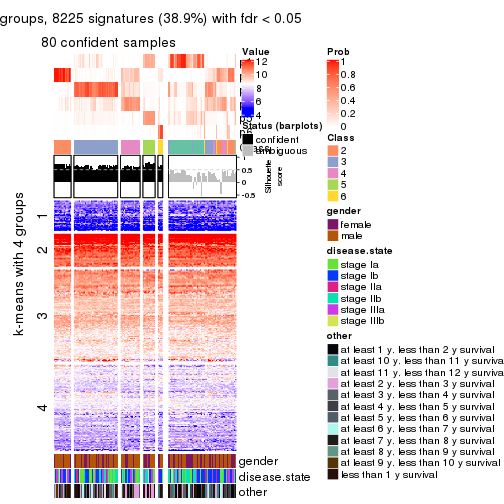 groups, 8225 signatures (38.9%) with fdr < 0.05
80 confident samples
k-means with 4 groups
1
2
3
4
1
0.5
0
-0.5
Silhouette
score
gender
disease.state
other
Value
12
10
8
6
4
Status (barplots)
confident
ambiguous
Prob
1
0.8
0.6
0.4
0.2
0
Class
2
3
4
5
6
gender
female
male
disease.state
stage Ia
stage Ib
stage IIa
stage IIb
stage IIIa
stage IIIb
other
at least 1 y. less than 2 y survival
at least 10 y. less than 11 y surviva
at least 11 y. less than 12 y surviva
at least 2 y. less than 3 y survival
at least 3 y. less than 4 y survival
at least 4 y. less than 5 y survival
at least 5 y. less than 6 y survival
at least 6 y. less than 7 y survival
at least 7 y. less than 8 y survival
at least 8 y. less than 9 y survival
at least 9 y. less than 10 y survival
less than 1 y survival